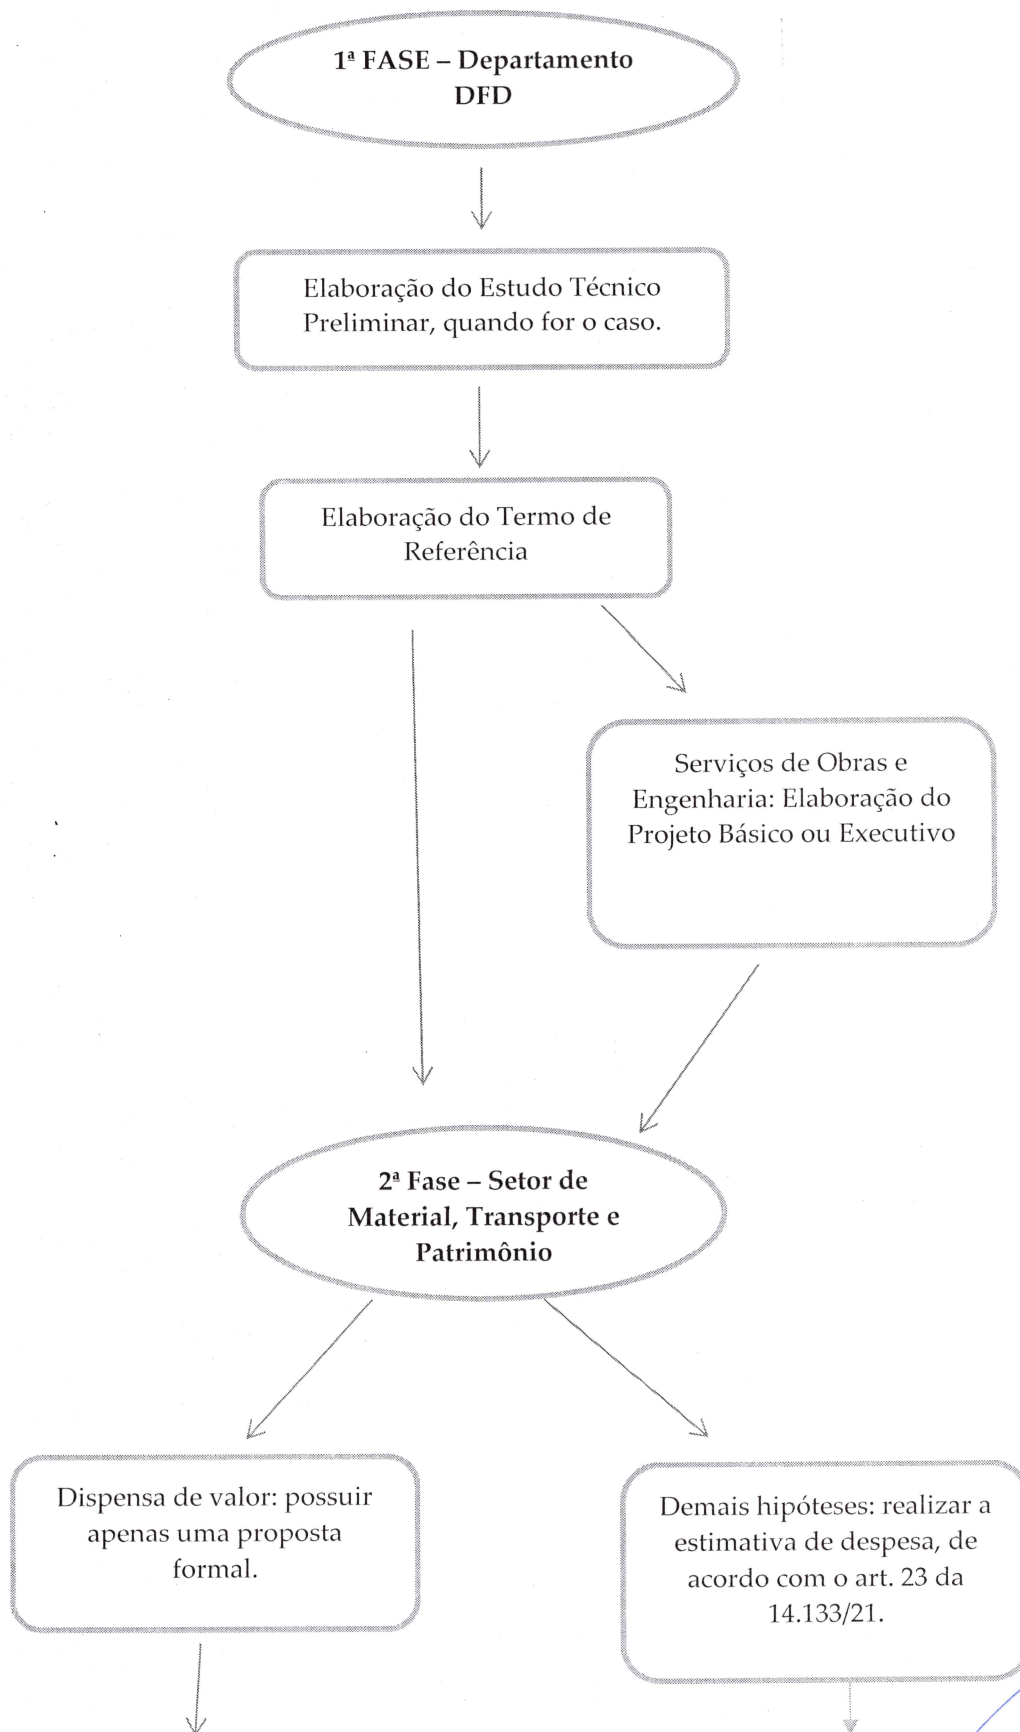 1ª FASE – Departamento
DFD
Elaboração do Estudo Técnico
Preliminar, quando for o caso.
Elaboração do Termo de
Referência
Serviços de Obras e
Engenharia: Elaboração do
Projeto Básico ou Executivo
2ª Fase – Setor de
Material, Transporte e
Patrimônio
Dispensa de valor: possuir
apenas uma proposta
formal.
Demais hipóteses: realizar a
estimativa de despesa, de
acordo com o art. 23 da
14.133/21.